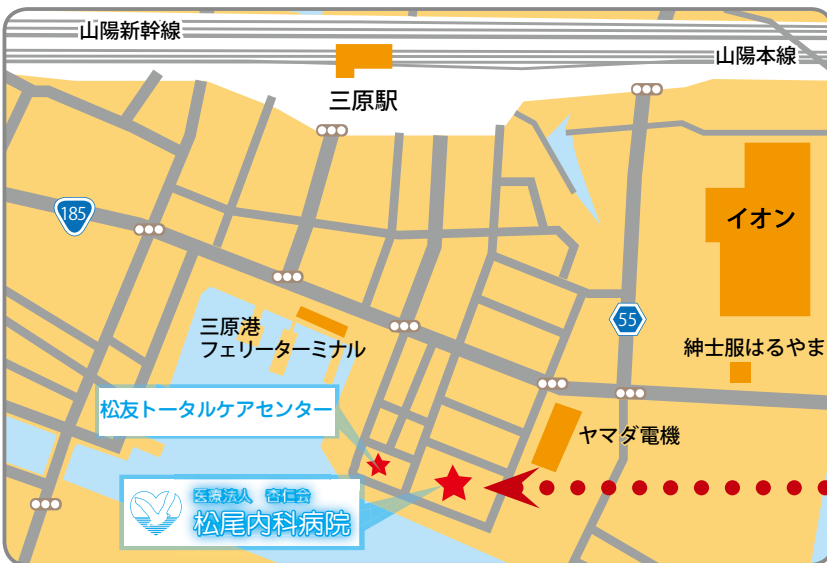 山陽新幹線
山陽本線
三原駅
185
イオン
55
三原港
フェリーターミナル
紳士服はるやま
松友トータルケアセンター
ヤマダ電機
医療法人 杏仁会
松尾内科病院